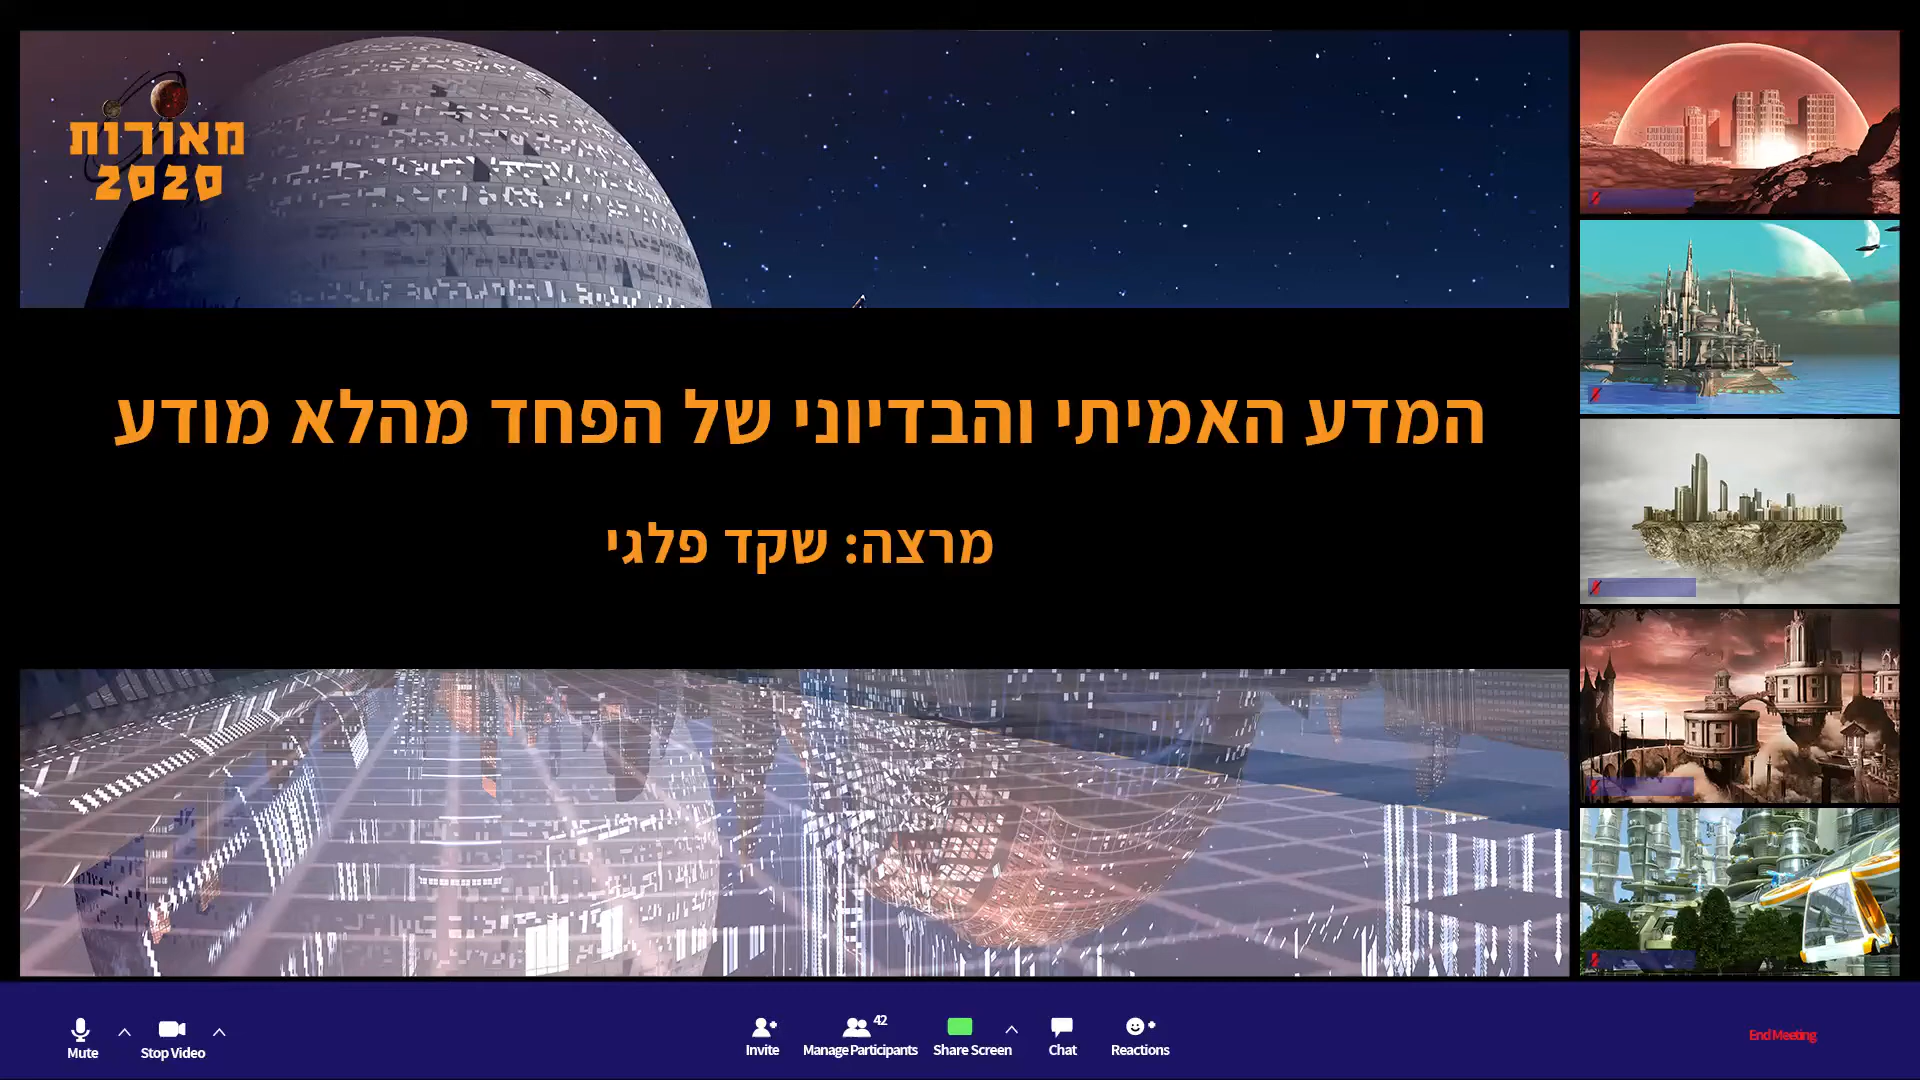 מאורות
2020
המדע האמיתי והבדיוני של הפחד מהלא מודע
מרצה: שקד פלגי
Mute
Stop Video
Invite
42
Manage Participants
Share Screen
Chat
Reactions
End Meeting